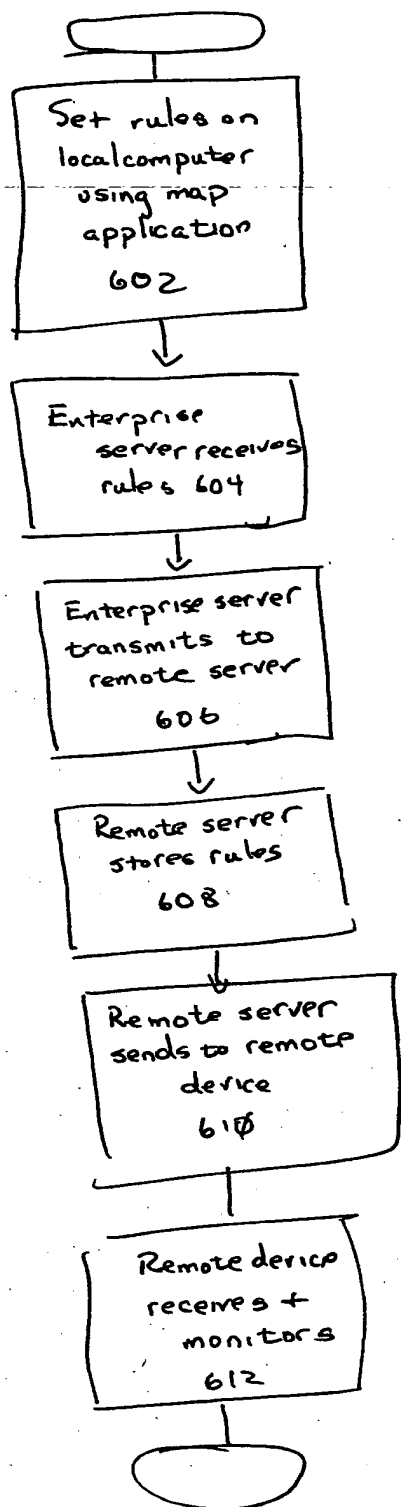 Set rules on
localcomputer
using map
application
602
Enterprise
server receives
rules 604
Enterprise server
transmits to
remote server
606
Remote server
stores rules
608
Remote server
sends to remote
device
610
Remote device
receives +
monitors
612